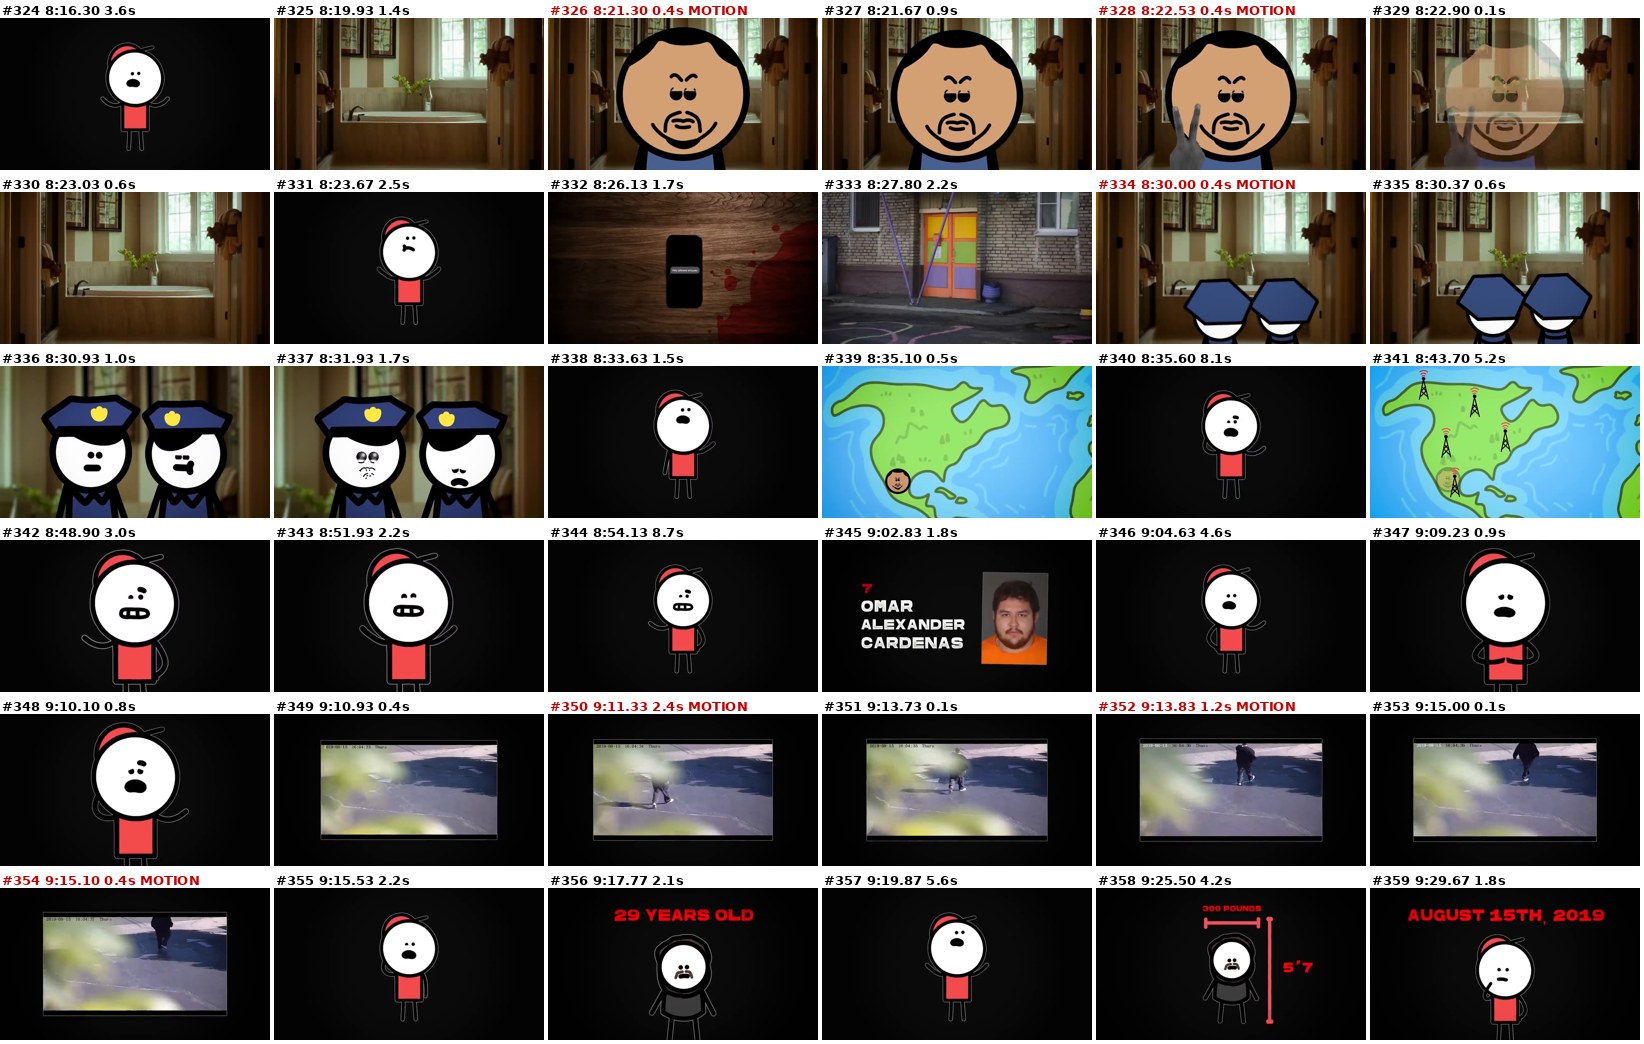 #324 8:16.30 3.6s
#325 8:19.93 1.4s
#326 8:21.30 0.4s MOTION
#327 8:21.67 0.9s
#328 8:22.53 0.4s MOTION
#329 8:22.90 0.1s
#330 8:23.03 0.6s
#331 8:23.67 2.5s
#332 8:26.13 1.7s
#333 8:27.80 2.2s
#334 8:30.00 0.4s MOTION
#335 8:30.37 0.6s
#336 8:30.93 1.0s
#337 8:31.93 1.7s
#338 8:33.63 1.5s
#339 8:35.10 0.5s
#340 8:35.60 8.1s
#341 8:43.70 5.2s
#342 8:48.90 3.0s
#343 8:51.93 2.2s
#344 8:54.13 8.7s
#345 9:02.83 1.8s
7
OMAR
ALEXANDER
CARDENAS
#346 9:04.63 4.6s
#347 9:09.23 0.9s
#348 9:10.10 0.8s
#349 9:10.93 0.4s
#350 9:11.33 2.4s MOTION
#351 9:13.73 0.1s
#352 9:13.83 1.2s MOTION
#353 9:15.00 0.1s
#354 9:15.10 0.4s MOTION
#355 9:15.53 2.2s
#356 9:17.77 2.1s
29 YEARS OLD
#357 9:19.87 5.6s
#358 9:25.50 4.2s
300 POUNDS
5'7
#359 9:29.67 1.8s
AUGUST 15TH, 2019